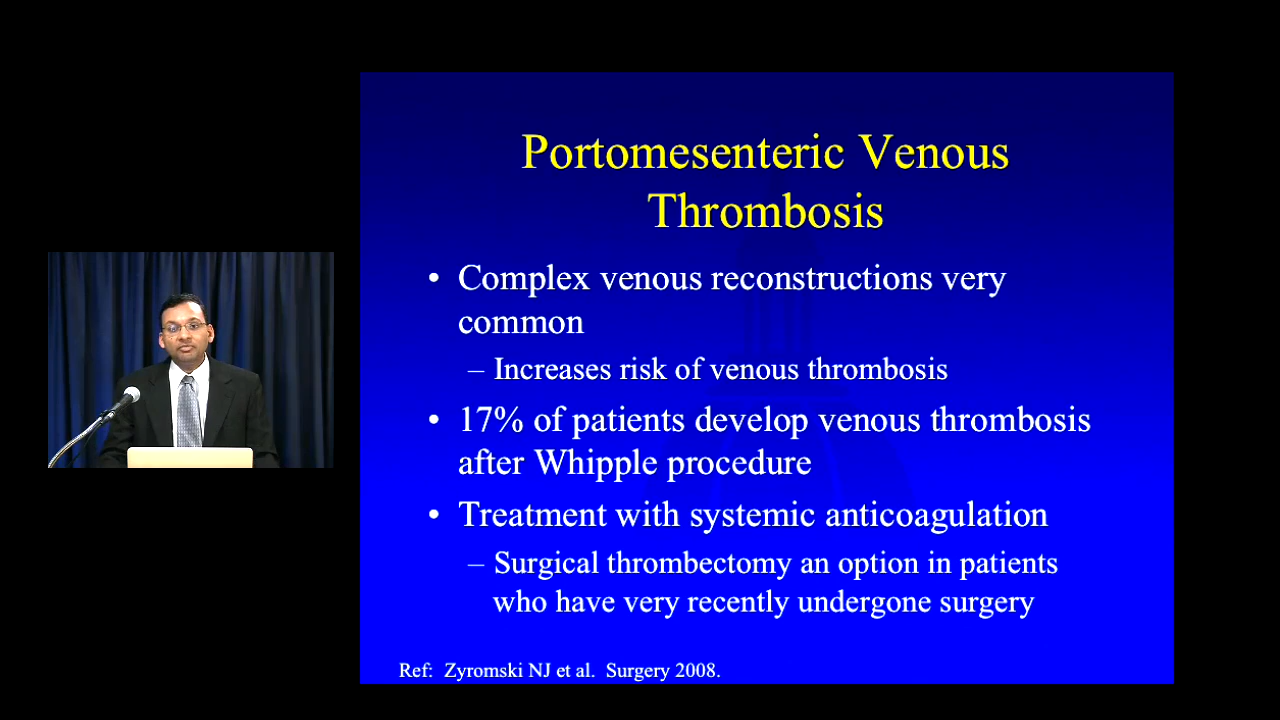 Portomesenteric Venous
Thrombosis
• Complex venous reconstructions very
common
– Increases risk of venous thrombosis
• 17% of patients develop venous thrombosis
after Whipple procedure
• Treatment with systemic anticoagulation
– Surgical thrombectomy an option in patients
who have very recently undergone surgery
Ref: Zyromski NJ et al. Surgery 2008.